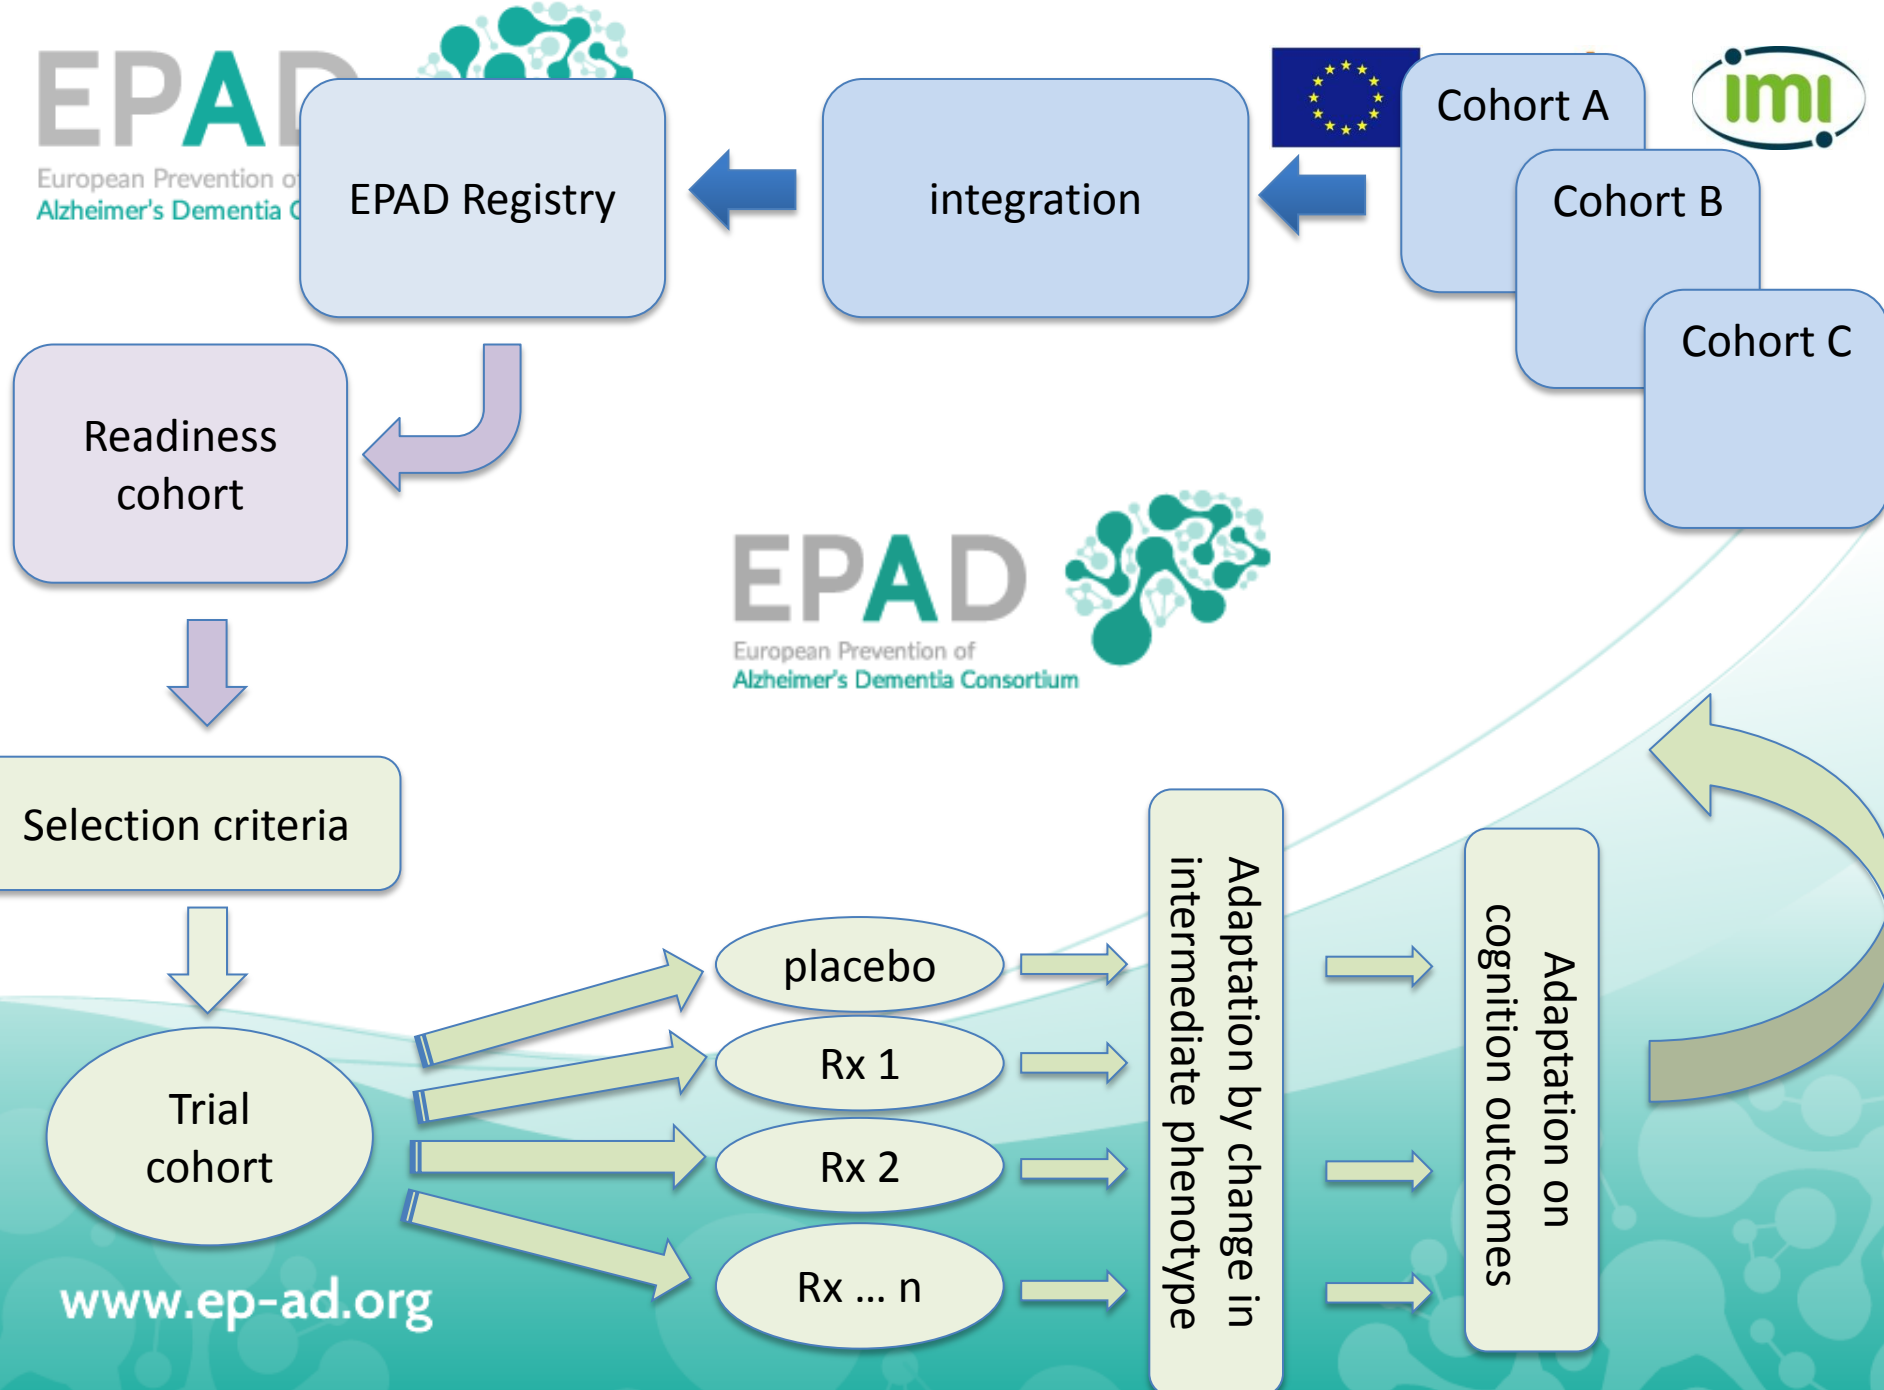 EPAD
European Prevention of
Alzheimer's Dementia C
EPAD Registry
integration
Cohort A
Cohort B
Cohort C
imi
Readiness
cohort
EPAD
European Prevention of
Alzheimer's Dementia Consortium
Selection criteria
Trial
cohort
placebo
Rx 1
Rx 2
Rx ... n
Adaptation by change in
intermediate phenotype
Adaptation on
cognition outcomes
www.ep-ad.org